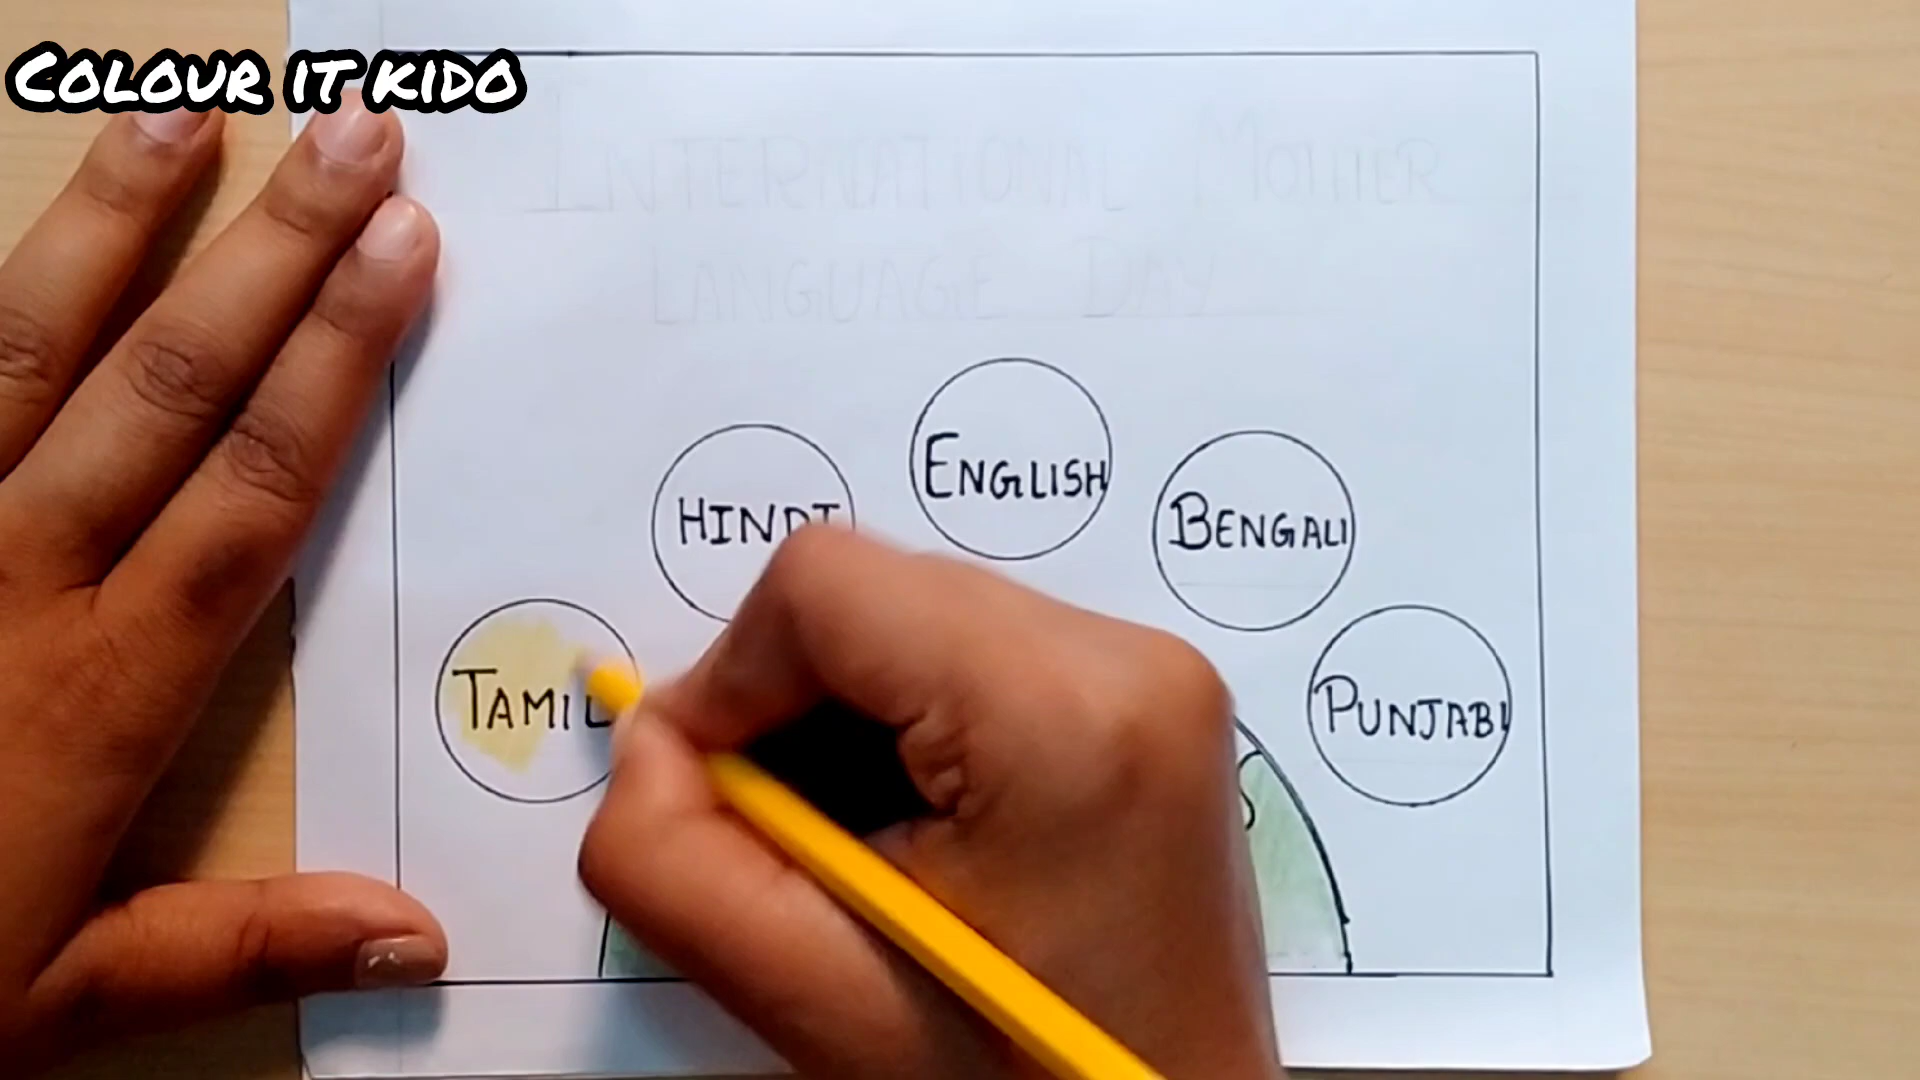 COLOUR IT KIDO
INTERNATIONAL MOTHER
LANGUAGE DAY
ENGLISH
HINDI
BENGALI
TAMIL
PUNJABI